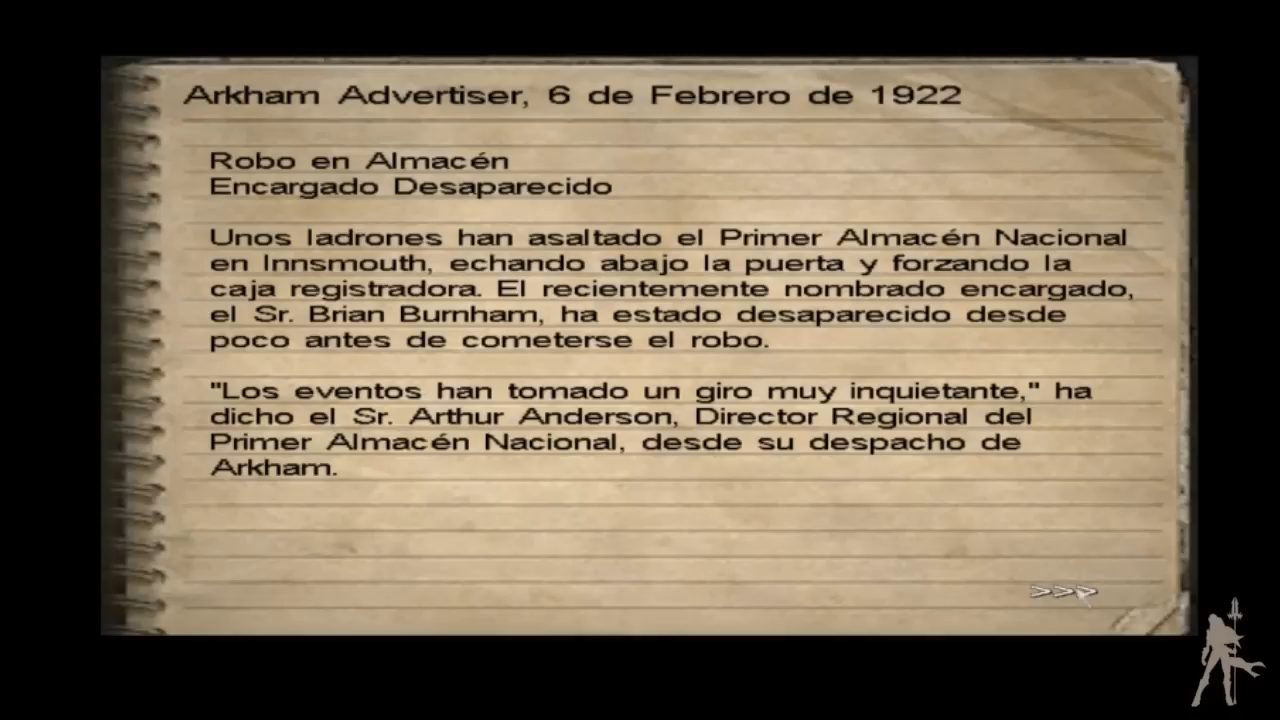 Arkham Advertiser, 6 de Febrero de 1922
Robo en Almacén
Encargado Desaparecido
Unos ladrones han asaltado el Primer Almacén Nacional
en Innsmouth, echando abajo la puerta y forzando la
caja registradora. El recientemente nombrado encargado,
el Sr. Brian Burnham, ha estado desaparecido desde
poco antes de cometerse el robo.
"Los eventos han tomado un giro muy inquietante," ha
dicho el Sr. Arthur Anderson, Director Regional del
Primer Almacén Nacional, desde su despacho de
Arkham.
>>>